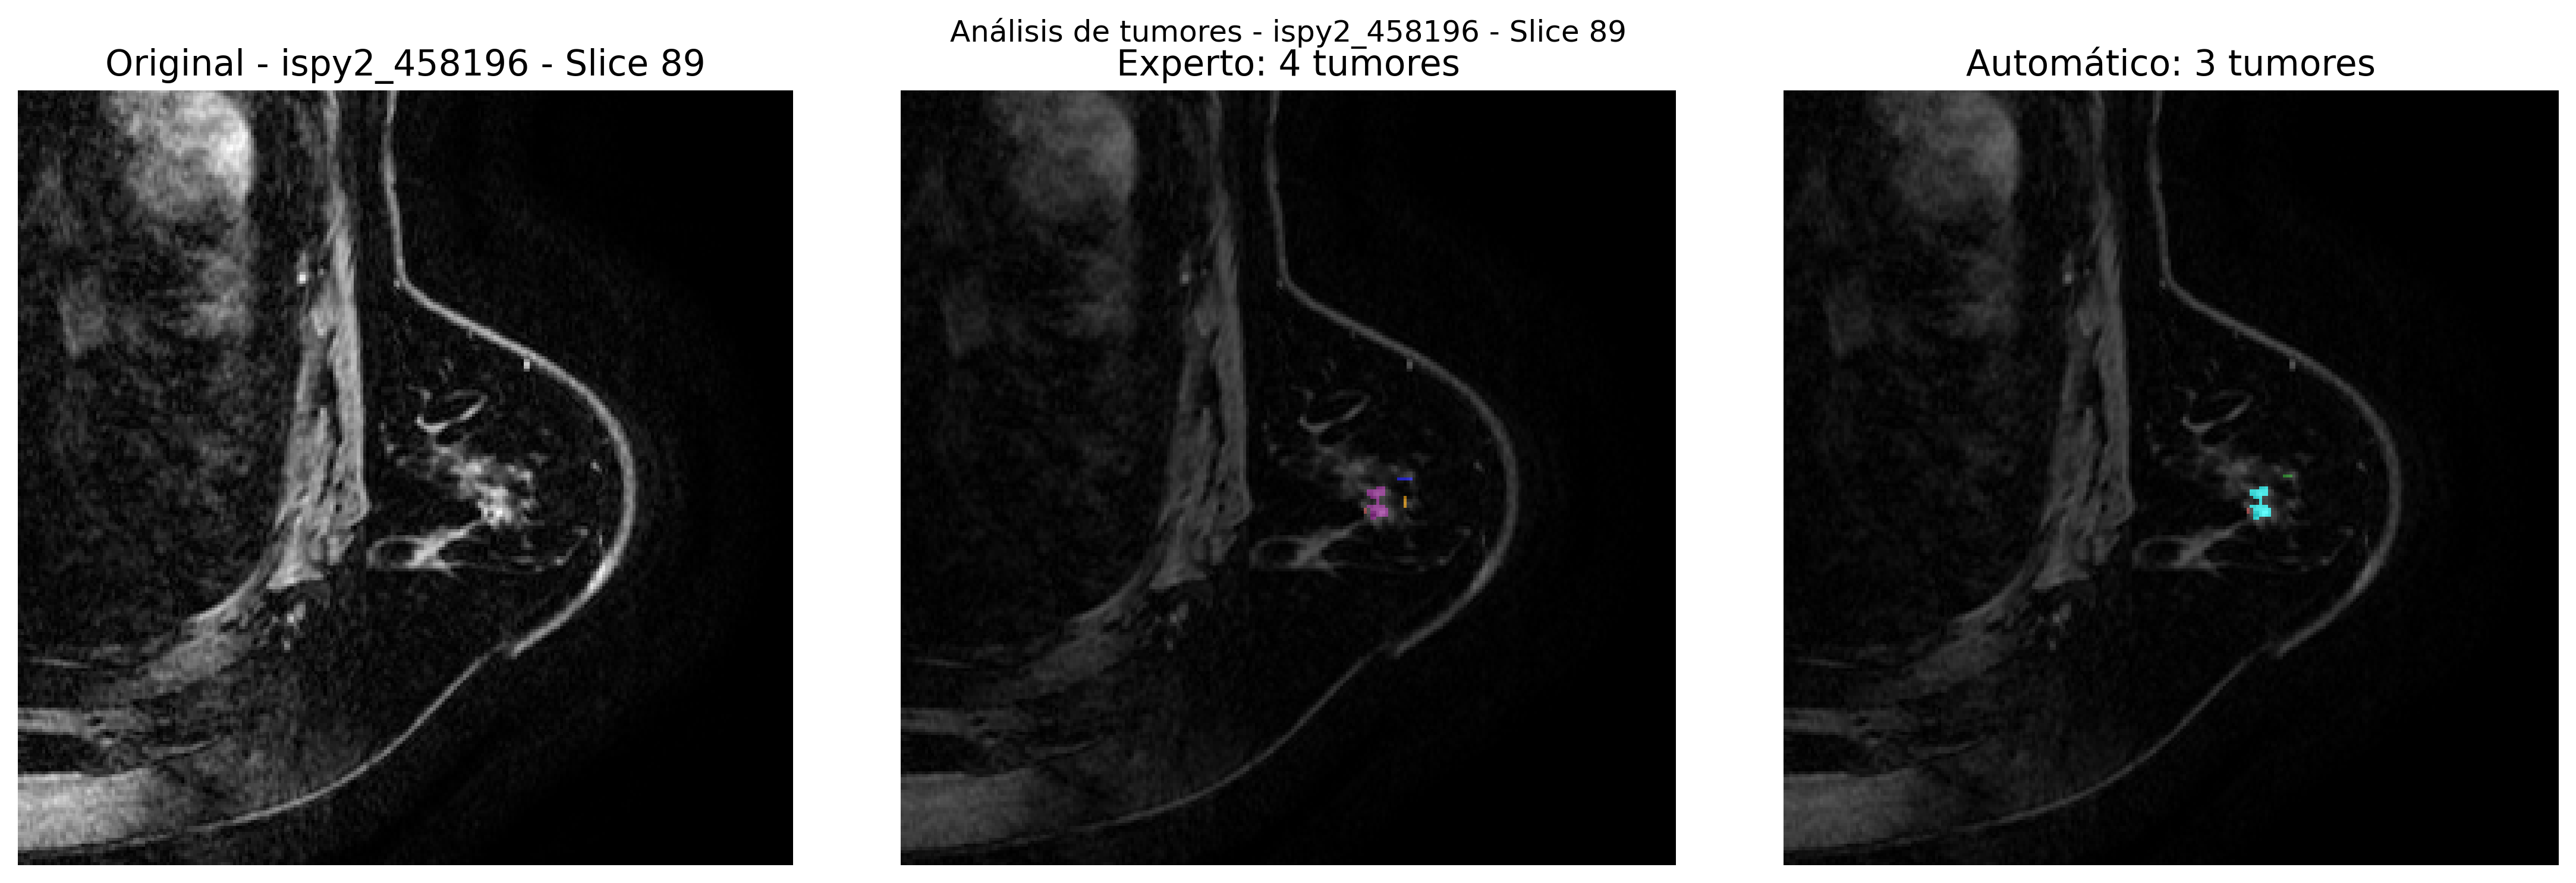 Análisis de tumores - ispy2_458196 - Slice 89
Original - ispy2_458196 - Slice 89
Experto: 4 tumores
Automático: 3 tumores